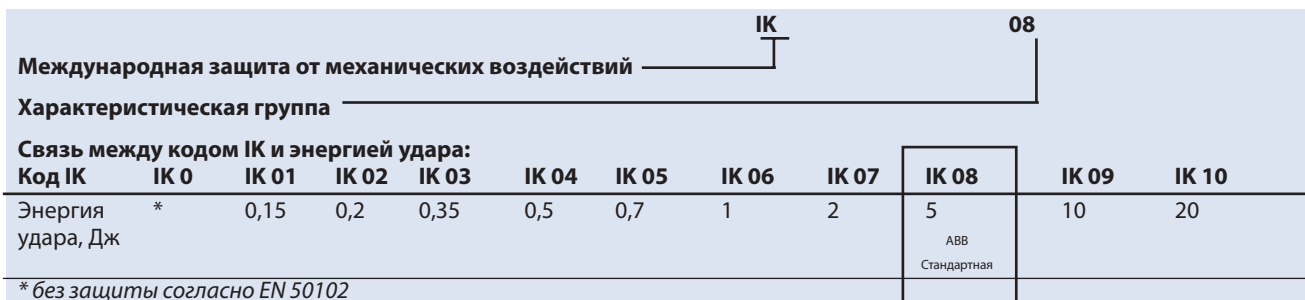 IK 08
Международная защита от механических воздействий
Характеристическая группа
Связь между кодом IK и энергией удара:
Код IK IK 0 IK 01 IK 02 IK 03 IK 04 IK 05 IK 06 IK 07 IK 08 IK 09 IK 10
Энергия * 0,15 0,2 0,35 0,5 0,7 1 2 5 10 20
удара, Дж
ABB
Стандартная
* без защиты согласно EN 50102